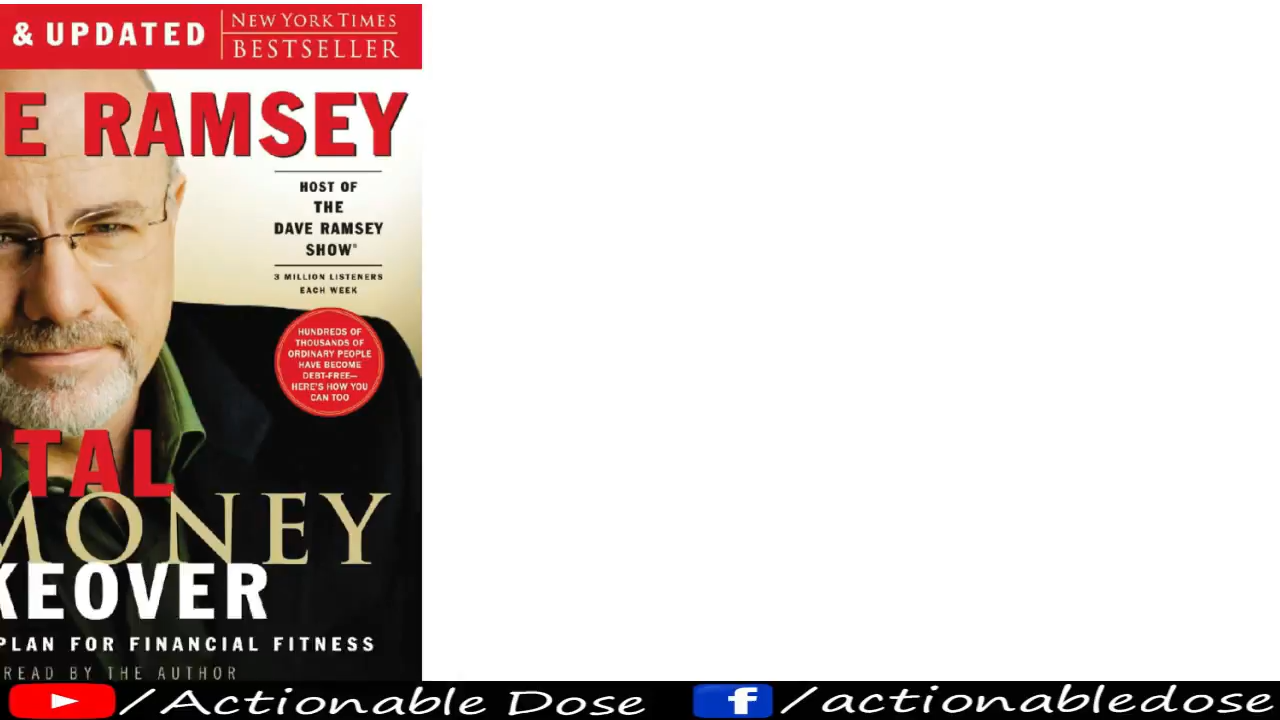 & UPDATED
NEW YORK TIMES
BESTSELLER
E RAMSEY
HOST OF
THE
DAVE RAMSEY
SHOW®
3 MILLION LISTENERS
EACH WEEK
HUNDREDS OF
THOUSANDS OF
ORDINARY PEOPLE
HAVE BECOME
DEBT-FREE—
HERE'S HOW YOU
CAN TOO
OTAL
MONEY
KEOVER
PLAN FOR FINANCIAL FITNESS
READ BY THE AUTHOR
/Actionable Dose
f/actionabledose